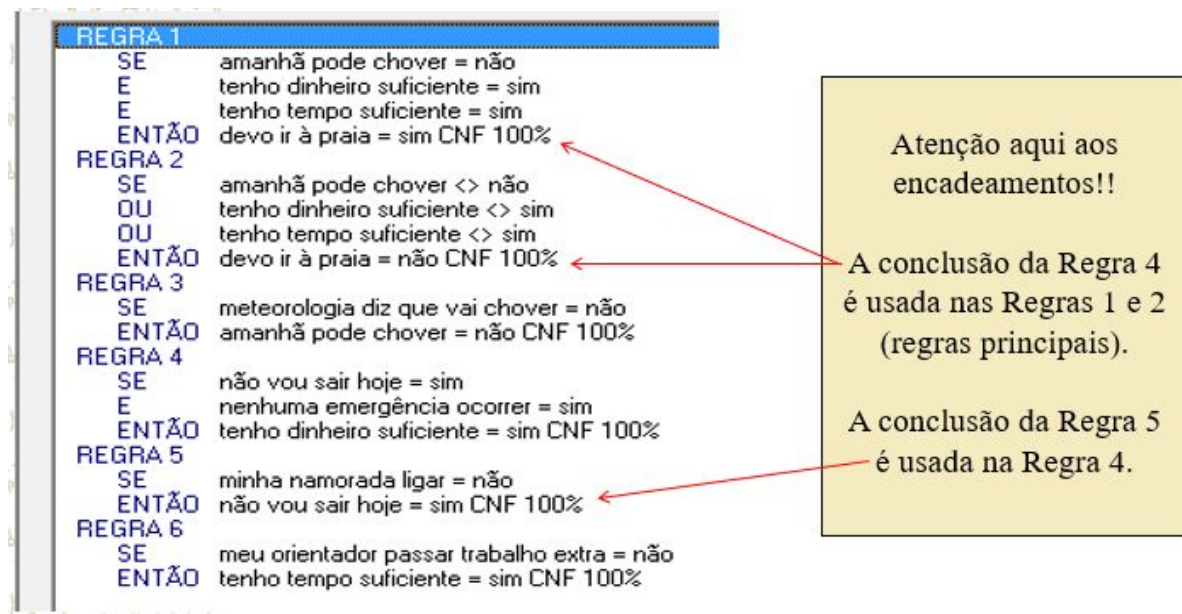 REGRA 1
SE amanhã pode chover = não
E tenho dinheiro suficiente = sim
E tenho tempo suficiente = sim
ENTÃO devo ir à praia = sim CNF 100%
REGRA 2
SE amanhã pode chover <> não
OU tenho dinheiro suficiente <> sim
OU tenho tempo suficiente <> sim
ENTÃO devo ir à praia = não CNF 100%
REGRA 3
SE meteorologia diz que vai chover = não
ENTÃO amanhã pode chover = não CNF 100%
REGRA 4
SE não vou sair hoje = sim
E nenhuma emergência ocorrer = sim
ENTÃO tenho dinheiro suficiente = sim CNF 100%
REGRA 5
SE minha namorada ligar = não
ENTÃO não vou sair hoje = sim CNF 100%
REGRA 6
SE meu orientador passar trabalho extra = não
ENTÃO tenho tempo suficiente = sim CNF 100%
Atenção aqui aos
encadeamentos!!
A conclusão da Regra 4
é usada nas Regras 1 e 2
(regras principais).
A conclusão da Regra 5
é usada na Regra 4.